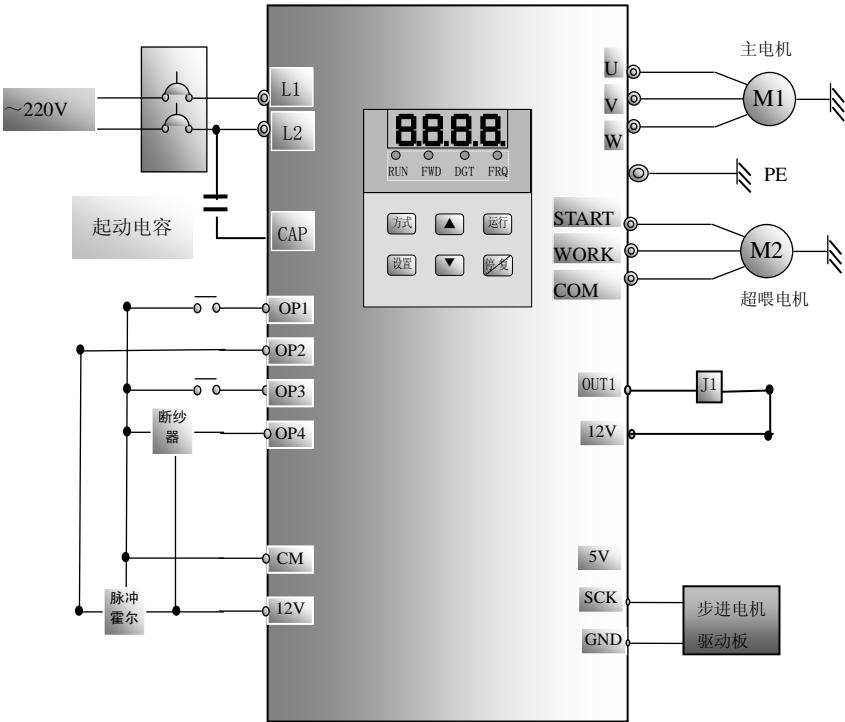 ～220V
起动电容
L1
L2
CAP
OP1
OP2
OP3
OP4
断纱
器
CM
12V
脉冲
霍尔
8.8.8.8.
RUN FWD DGT FRQ
方式 ▲ 运行
设置 ▼ 停/复
U
V
W
主电机
M1
PE
START
WORK
COM
M2
超喂电机
OUT1
J1
12V
5V
SCK
GND
步进电机
驱动板